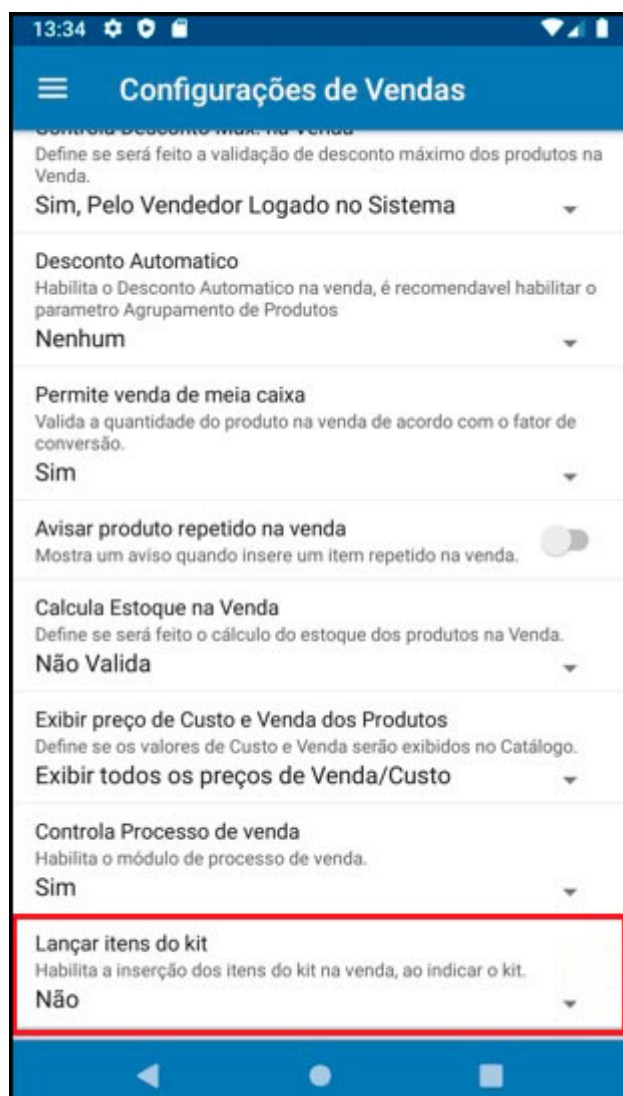 13:34
Configurações de Vendas
Controla Desconto Máx. na Venda
Define se será feito a validação de desconto máximo dos produtos na
Venda.
Sim, Pelo Vendedor Logado no Sistema
Desconto Automatico
Habilita o Desconto Automatico na venda, é recomendavel habilitar o
parametro Agrupamento de Produtos
Nenhum
Permite venda de meia caixa
Valida a quantidade do produto na venda de acordo com o fator de
conversão.
Sim
Avisar produto repetido na venda
Mostra um aviso quando insere um item repetido na venda.
Calcula Estoque na Venda
Define se será feito o cálculo do estoque dos produtos na Venda.
Não Valida
Exibir preço de Custo e Venda dos Produtos
Define se os valores de Custo e Venda serão exibidos no Catálogo.
Exibir todos os preços de Venda/Custo
Controla Processo de venda
Habilita o módulo de processo de venda.
Sim
Lançar itens do kit
Habilita a inserção dos itens do kit na venda, ao indicar o kit.
Não